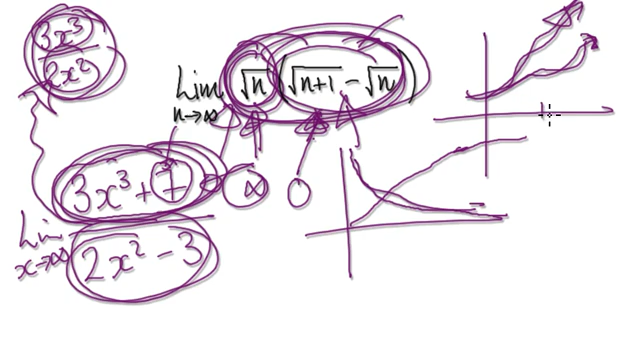 3x³
2x²
Lim √n (√n+1 − √n)
n→∞
3x³ + 7
∞ 0
Lim
x→∞
2x² − 3